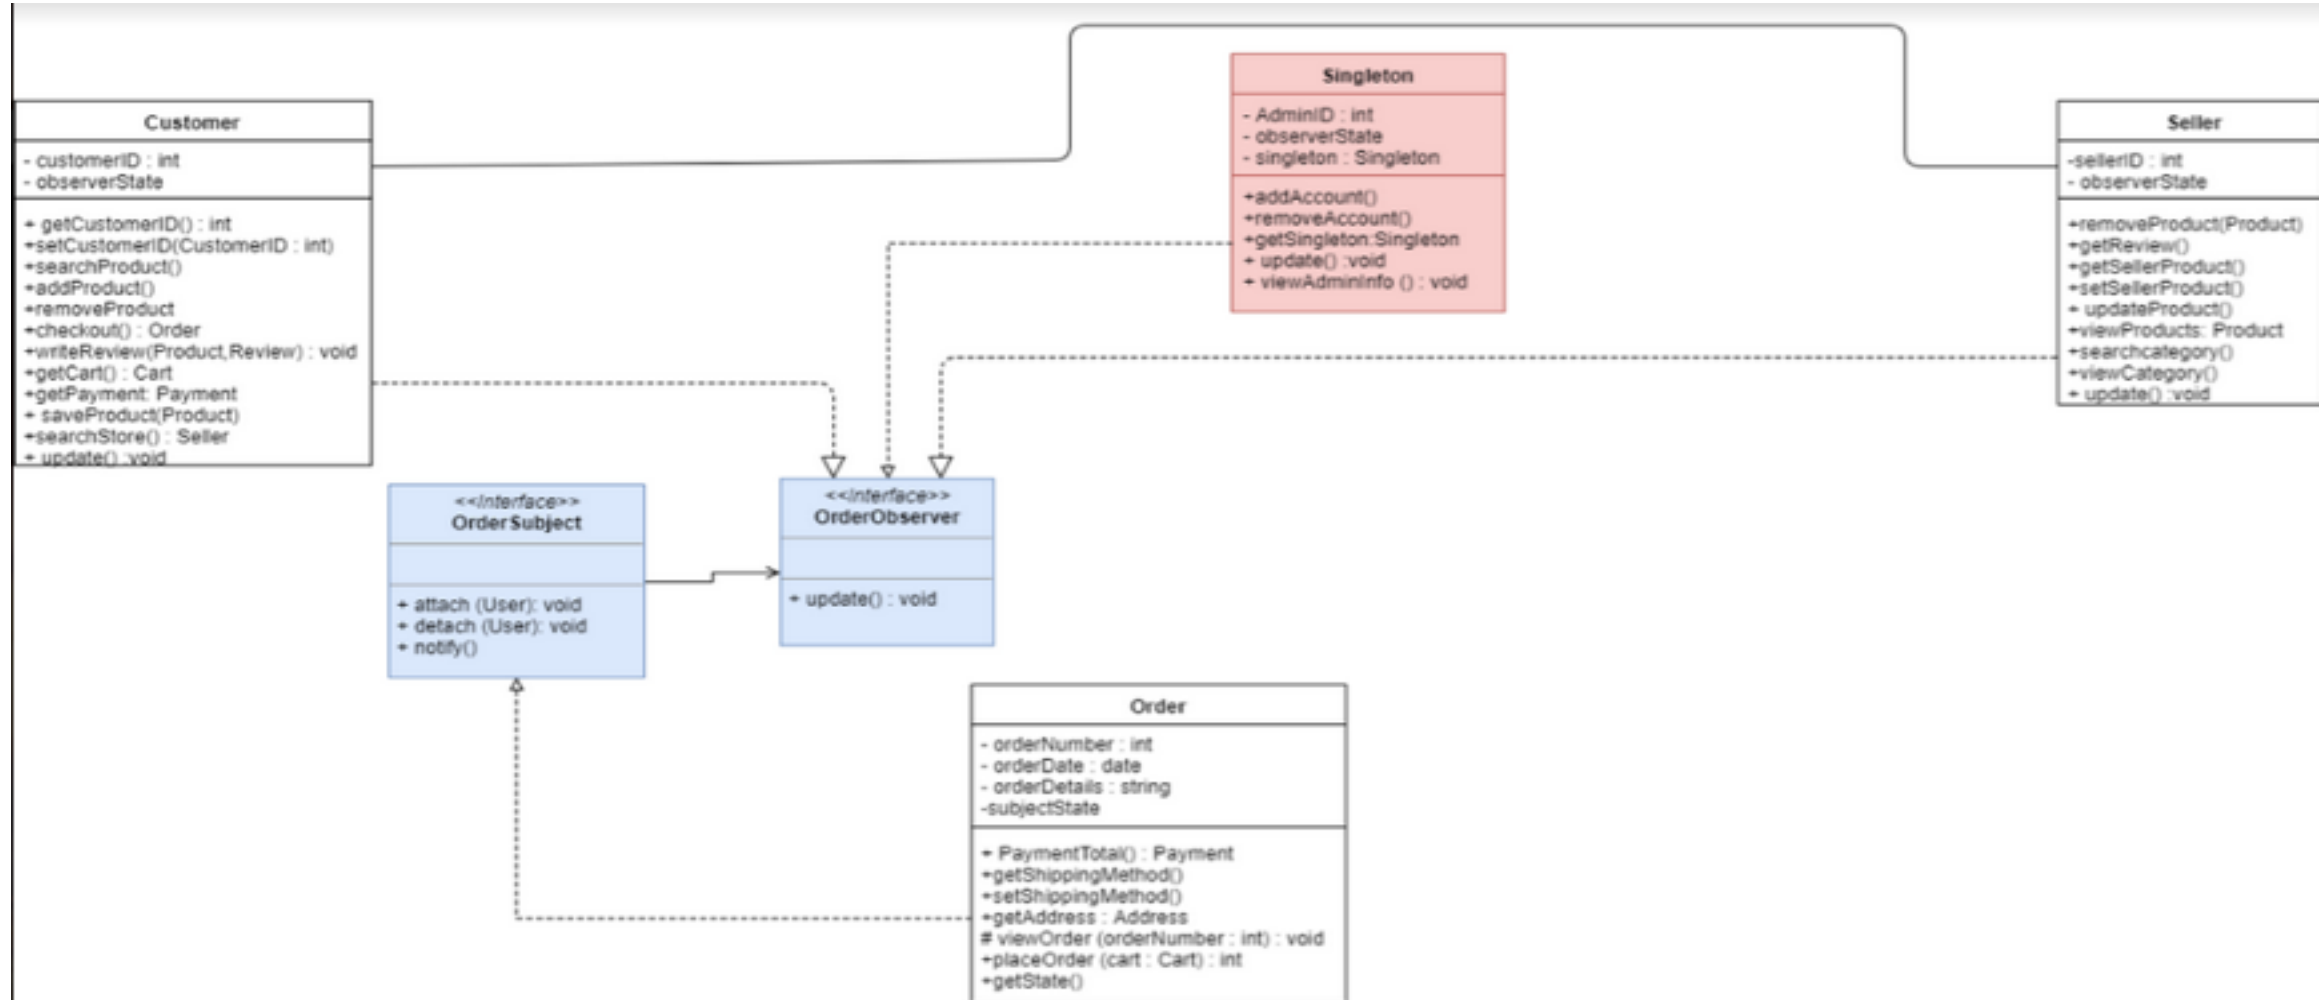 Customer
- customerID : int
- observerState
+ getCustomerID() : int
+setCustomerID(CustomerID : int)
+searchProduct()
+addProduct()
+removeProduct
+checkout() : Order
+writeReview(Product,Review) : void
+getCart() : Cart
+getPayment: Payment
+ saveProduct(Product)
+searchStore() : Seller
+ update() :void
Singleton
- AdminID : int
- observerState
- singleton : Singleton
+addAccount()
+removeAccount()
+getSingleton:Singleton
+ update() :void
+ viewAdminInfo () : void
Seller
-sellerID : int
- observerState
+removeProduct(Product)
+getReview()
+getSellerProduct()
+setSellerProduct()
+ updateProduct()
+viewProducts: Product
+searchcategory()
+viewCategory()
+ update() :void
<<Interface>>
OrderSubject
+ attach (User): void
+ detach (User): void
+ notify()
<<Interface>>
OrderObserver
+ update() : void
Order
- orderNumber : int
- orderDate : date
- orderDetails : string
-subjectState
+ PaymentTotal() : Payment
+getShippingMethod()
+setShippingMethod()
+getAddress : Address
# viewOrder (orderNumber : int) : void
+placeOrder (cart : Cart) : int
+getState()